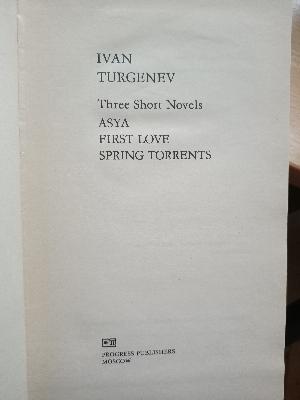 IVAN
TURGENEV
Three Short Novels
ASYA
FIRST LOVE
SPRING TORRENTS
PROGRESS PUBLISHERS
MOSCOW